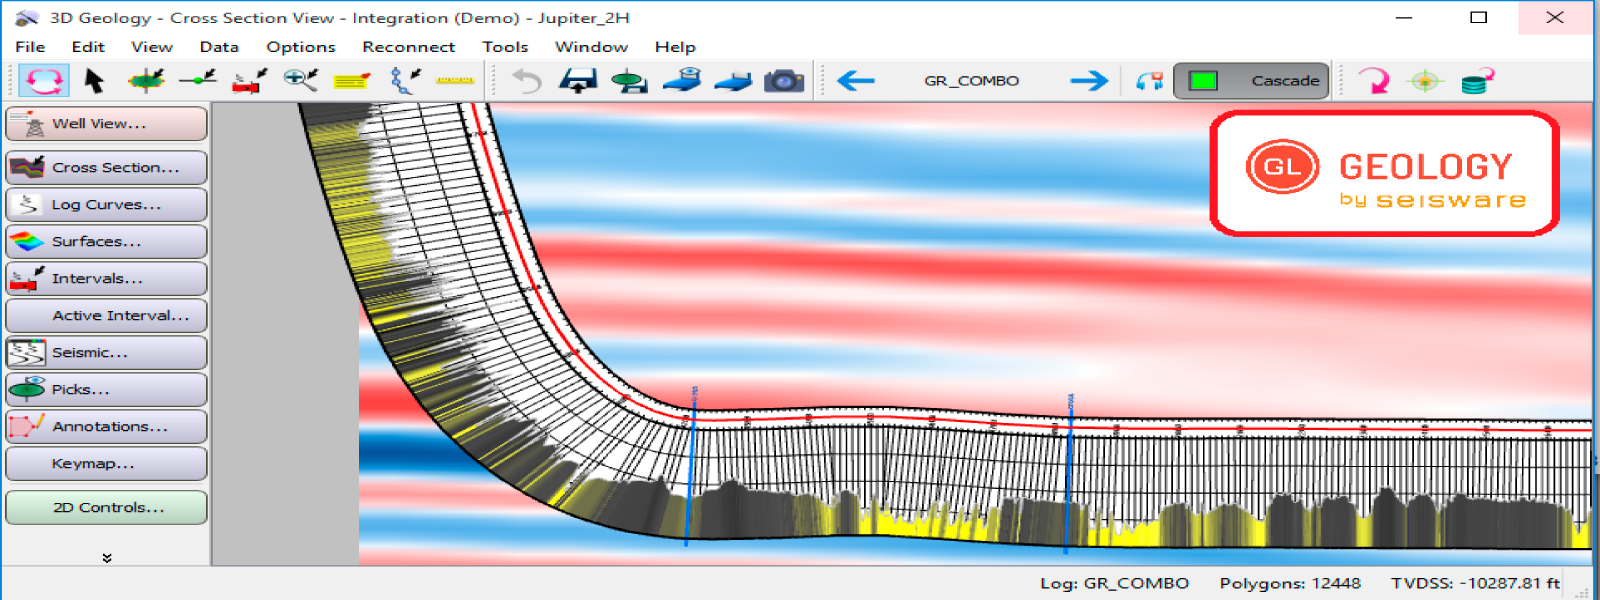 3D Geology - Cross Section View - Integration (Demo) - Jupiter_2H
File Edit View Data Options Reconnect Tools Window Help
GR_COMBO
Cascade
Well View...
Cross Section...
Log Curves...
Surfaces...
Intervals...
Active Interval...
Seismic...
Picks...
Annotations...
Keymap...
2D Controls...
GL GEOLOGY
by seisware
Log: GR_COMBO Polygons: 12448 TVDSS: -10287.81 ft